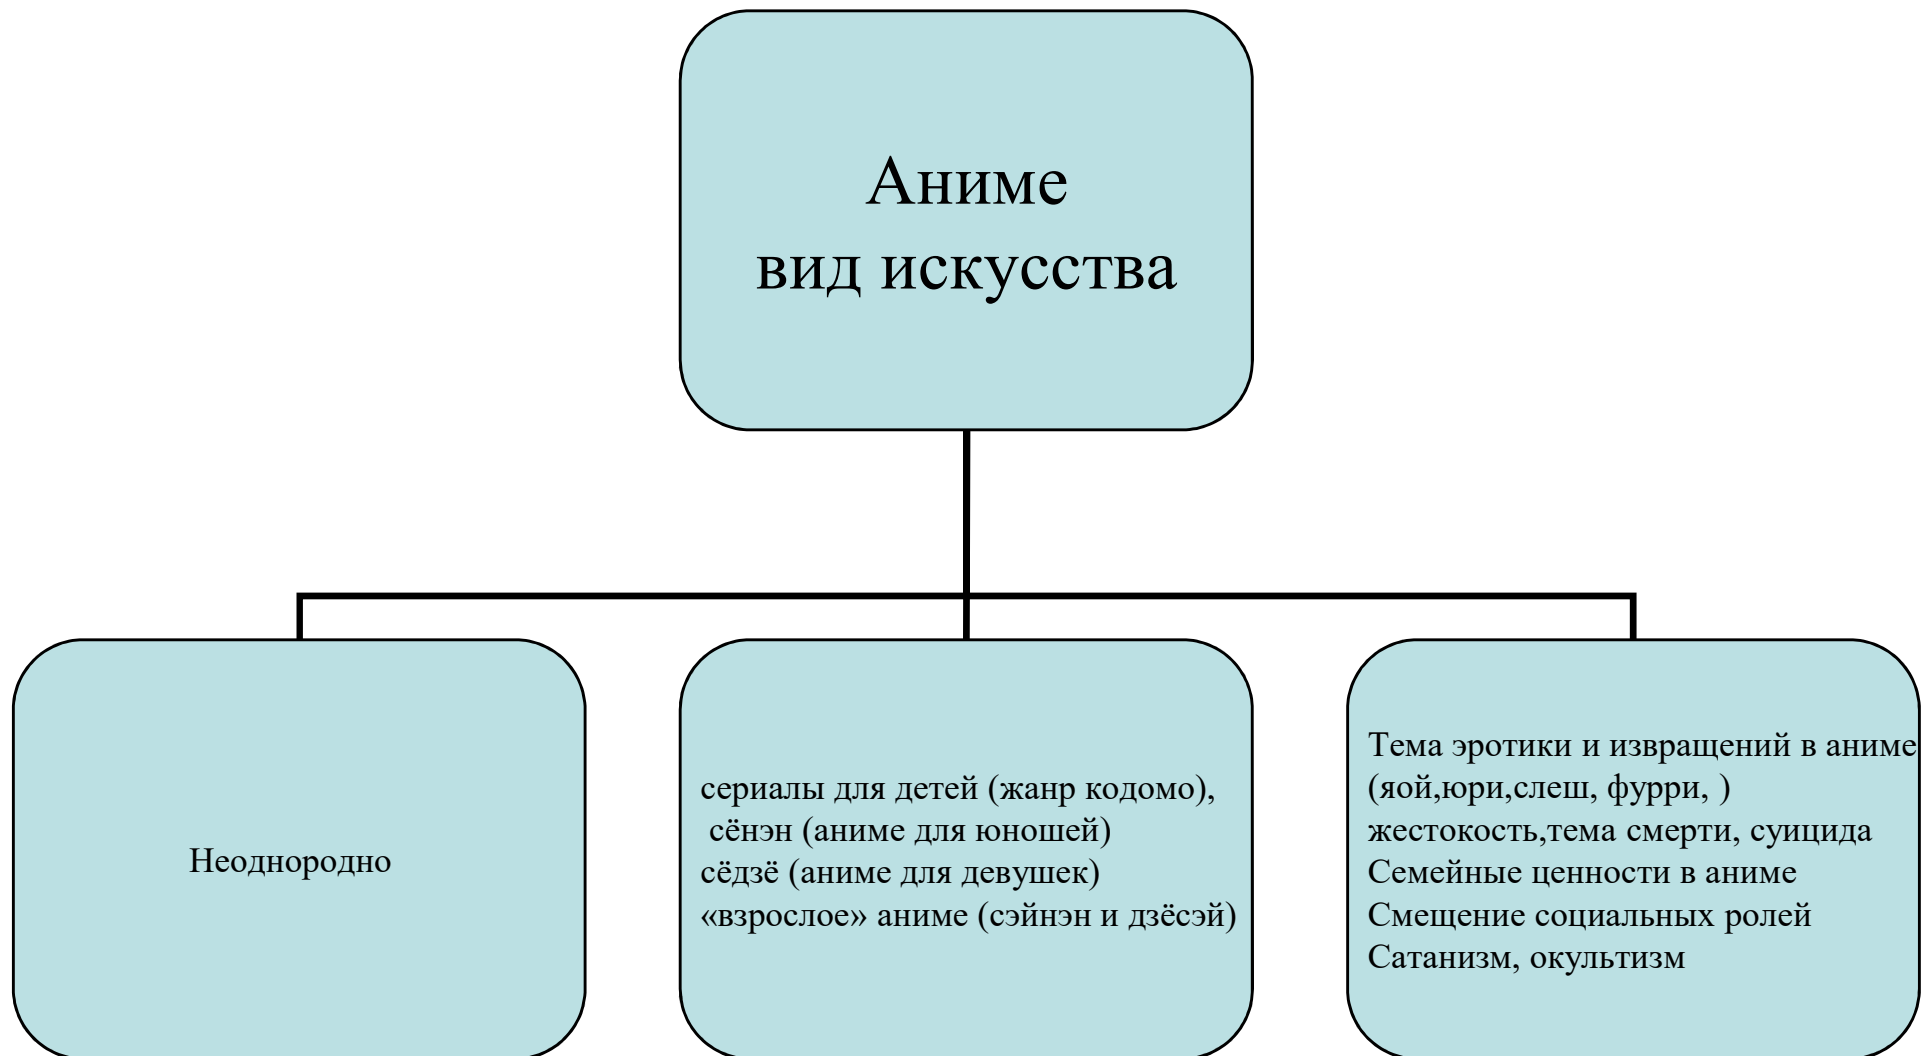 Аниме
вид искусства
Неоднородно
сериалы для детей (жанр кодомо),
сёнэн (аниме для юношей)
сёдзё (аниме для девушек)
«взрослое» аниме (сэйнэн и дзёсэй)
Тема эротики и извращений в аниме
(яой,юри,слеш, фурри, )
жестокость,тема смерти, суицида
Семейные ценности в аниме
Смещение социальных ролей
Сатанизм, окультизм